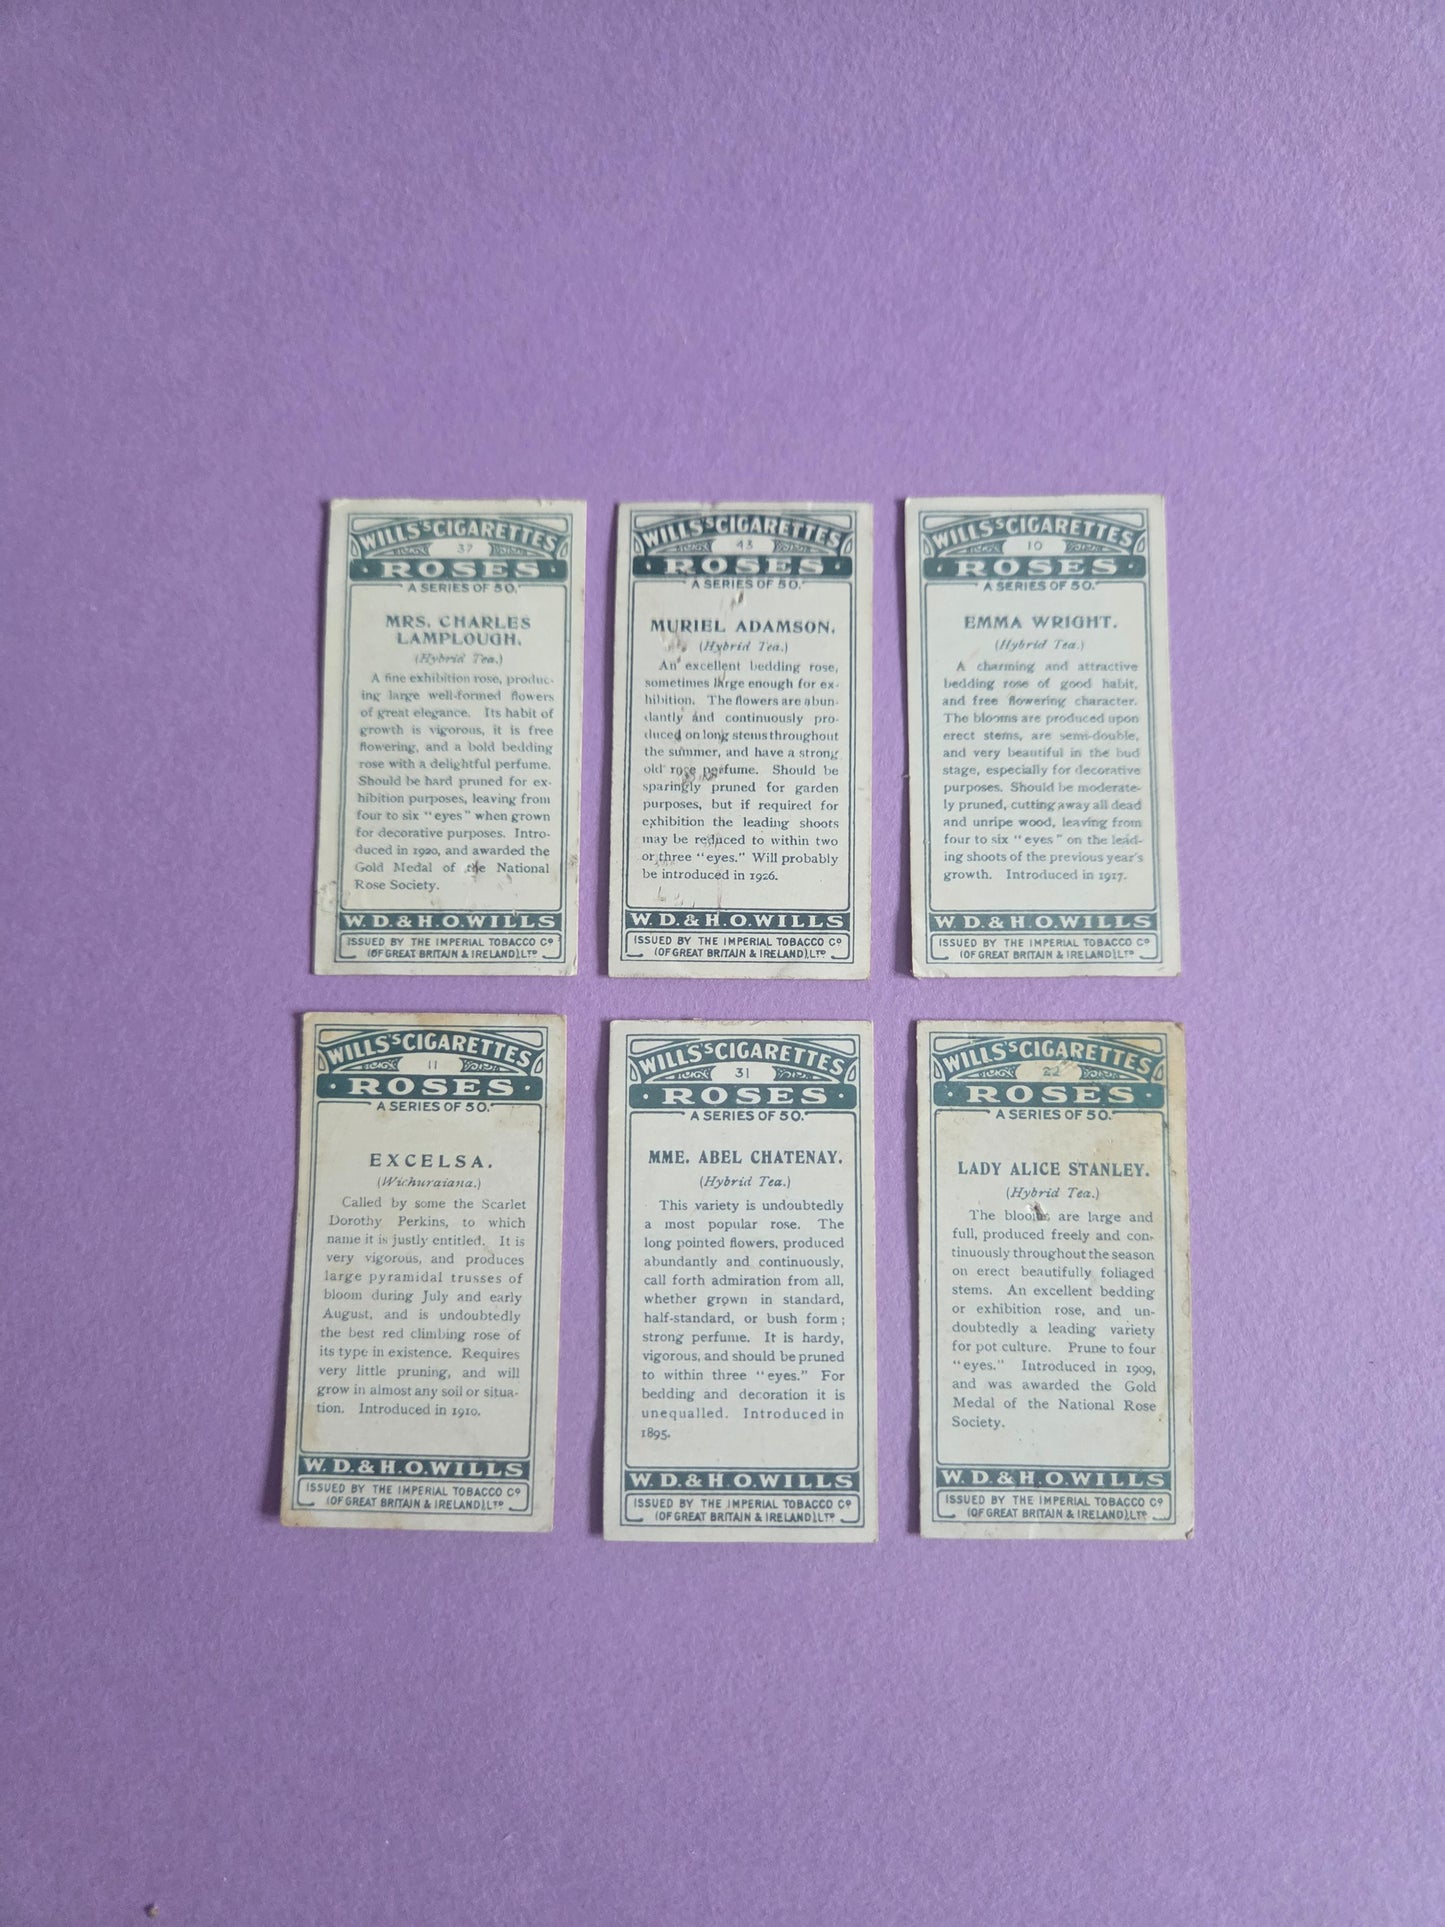 WILLS'S CIGARETTES
37
ROSES
A SERIES OF 50.
MRS. CHARLES
LAMPLOUGH.
(Hybrid Tea.)
A fine exhibition rose, produc-
ing large well-formed flowers
of great elegance. Its habit of
growth is vigorous, it is free
flowering, and a bold bedding
rose with a delightful perfume.
Should be hard pruned for ex-
hibition purposes, leaving from
four to six "eyes" when grown
for decorative purposes. Intro-
duced in 1920, and awarded the
Gold Medal of the National
Rose Society.
W.D. & H.O. WILLS
ISSUED BY THE IMPERIAL TOBACCO Cº
(OF GREAT BRITAIN & IRELAND), LTD
WILLS'S CIGARETTES
43
ROSES
A SERIES OF 50.
MURIEL ADAMSON.
(Hybrid Tea.)
An excellent bedding rose,
sometimes large enough for ex-
hibition. The flowers are abun-
dantly and continuously pro-
duced on long stems throughout
the summer, and have a strong
old rose perfume. Should be
sparingly pruned for garden
purposes, but if required for
exhibition the leading shoots
may be reduced to within two
or three "eyes." Will probably
be introduced in 1926.
W.D. & H.O. WILLS
ISSUED BY THE IMPERIAL TOBACCO Cº
(OF GREAT BRITAIN & IRELAND), LTD
WILLS'S CIGARETTES
10
ROSES
A SERIES OF 50.
EMMA WRIGHT.
(Hybrid Tea.)
A charming and attractive
bedding rose of good habit,
and free flowering character.
The blooms are produced upon
erect stems, are semi-double,
and very beautiful in the bud
stage, especially for decorative
purposes. Should be moderate-
ly pruned, cutting away all dead
and unripe wood, leaving from
four to six "eyes" on the lead-
ing shoots of the previous year's
growth. Introduced in 1917.
W.D. & H.O. WILLS
ISSUED BY THE IMPERIAL TOBACCO Cº
(OF GREAT BRITAIN & IRELAND), LTD
WILLS'S CIGARETTES
11
ROSES
A SERIES OF 50.
EXCELSA.
(Wichuraiana.)
Called by some the Scarlet
Dorothy Perkins, to which
name it is justly entitled. It is
very vigorous, and produces
large pyramidal trusses of
bloom during July and early
August, and is undoubtedly
the best red climbing rose of
its type in existence. Requires
very little pruning, and will
grow in almost any soil or situa-
tion. Introduced in 1910.
W.D. & H.O. WILLS
ISSUED BY THE IMPERIAL TOBACCO Cº
(OF GREAT BRITAIN & IRELAND), LTD
WILLS'S CIGARETTES
31
ROSES
A SERIES OF 50.
MME. ABEL CHATENAY.
(Hybrid Tea.)
This variety is undoubtedly
a most popular rose. The
long pointed flowers, produced
abundantly and continuously,
call forth admiration from all,
whether grown in standard,
half-standard, or bush form;
strong perfume. It is hardy,
vigorous, and should be pruned
to within three "eyes." For
bedding and decoration it is
unequalled. Introduced in
1895.
W.D. & H.O. WILLS
ISSUED BY THE IMPERIAL TOBACCO Cº
(OF GREAT BRITAIN & IRELAND), LTD
WILLS'S CIGARETTES
22
ROSES
A SERIES OF 50.
LADY ALICE STANLEY.
(Hybrid Tea.)
The blooms are large and
full, produced freely and con-
tinuously throughout the season
on erect beautifully foliaged
stems. An excellent bedding
or exhibition rose, and un-
doubtedly a leading variety
for pot culture. Prune to four
"eyes." Introduced in 1909,
and was awarded the Gold
Medal of the National Rose
Society.
W.D. & H.O. WILLS
ISSUED BY THE IMPERIAL TOBACCO Cº
(OF GREAT BRITAIN & IRELAND), LTD